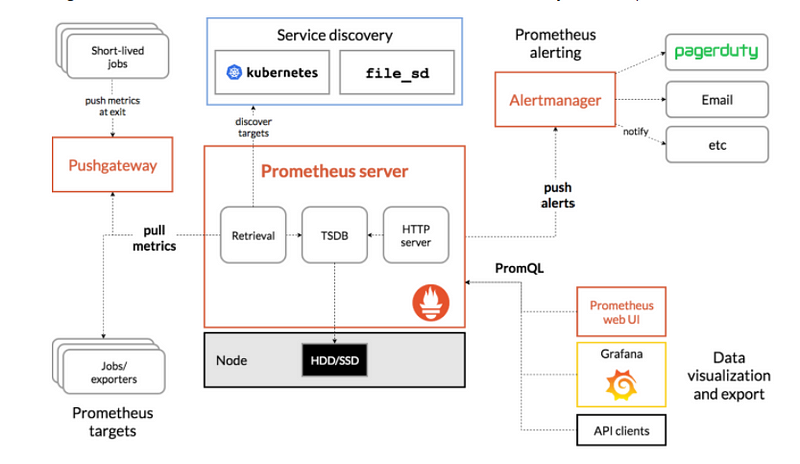 Short-lived
jobs
push metrics
at exit
Pushgateway
pull
metrics
Jobs/
exporters
Prometheus
targets
Service discovery
kubernetes
file_sd
discover
targets
Prometheus server
Retrieval
TSDB
HTTP
server
Node
HDD/SSD
Prometheus
alerting
Alertmanager
pagerduty
Email
etc
notify
push
alerts
PromQL
Prometheus
web UI
Grafana
API clients
Data
visualization
and export